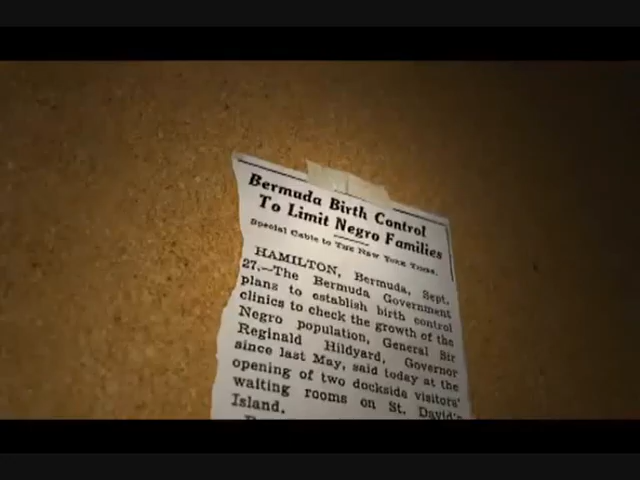 Bermuda Birth Control
To Limit Negro Families
Special Cable to THE NEW YORK TIMES.
HAMILTON, Bermuda, Sept.
27.—The Bermuda Government
plans to establish birth control
clinics to check the growth of the
Negro population, General Sir
Reginald Hildyard, Governor
since last May, said today at the
opening of two dockside visitors'
waiting rooms on St. David's
Island.